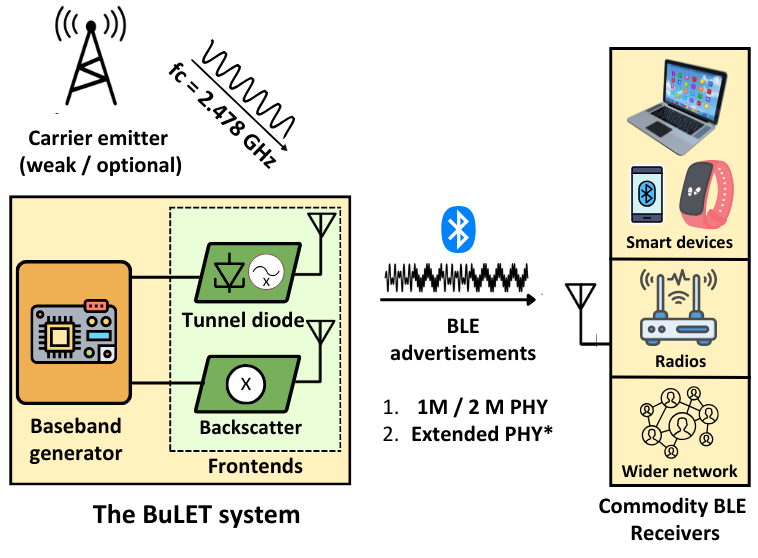 Carrier emitter
(weak / optional)
fc = 2.478 GHz
Tunnel diode
x
X
Backscatter
Frontends
Baseband
generator
The BuLET system
BLE
advertisements
1. 1M / 2 M PHY
2. Extended PHY*
Smart devices
Radios
Wider network
Commodity BLE
Receivers